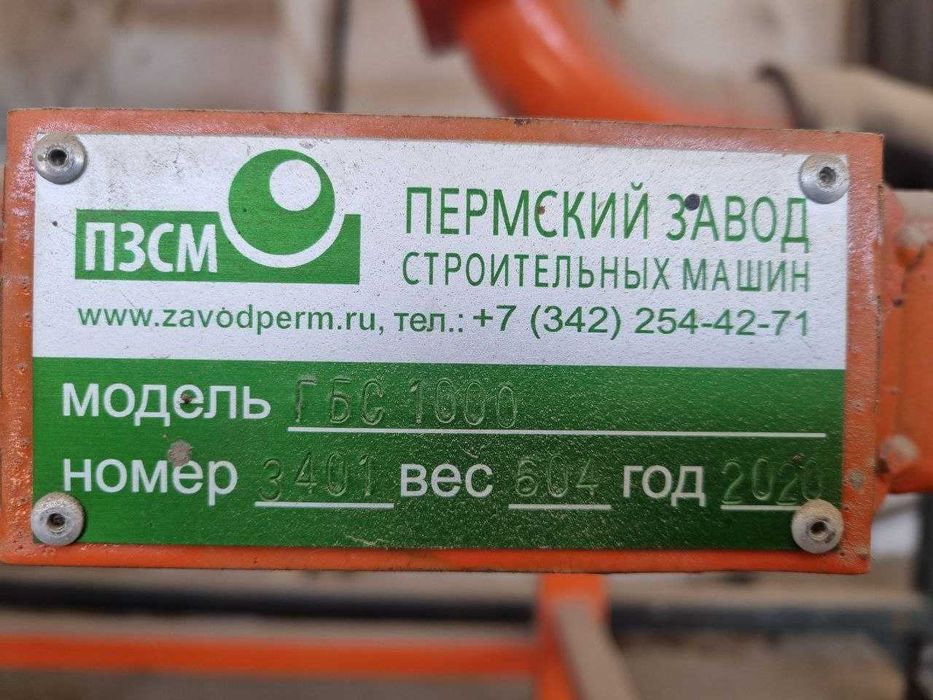 ПЗСМ
ПЕРМСКИЙ ЗАВОД
СТРОИТЕЛЬНЫХ МАШИН
www.zavodperm.ru, тел.: +7 (342) 254-42-71
модель ГБС 1000
номер 3401 вес 604 год 2020